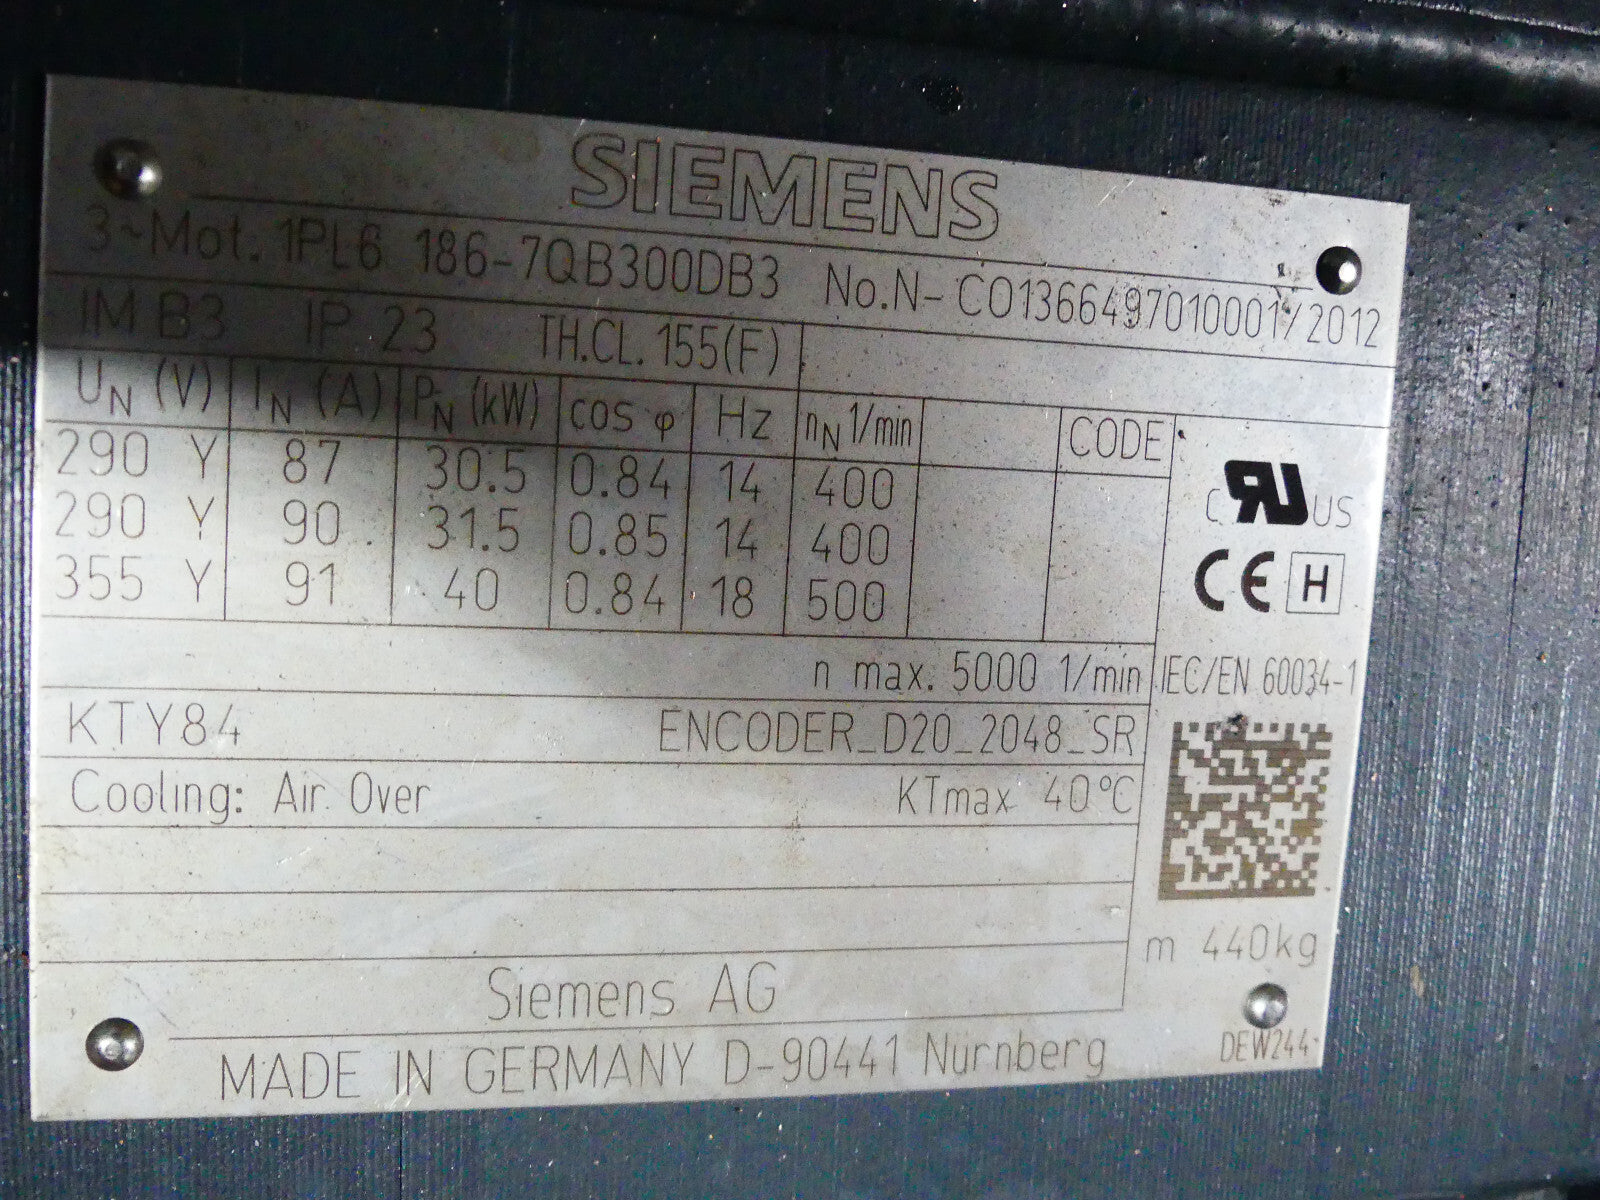 SIEMENS
3~Mot. 1PL6 186-7QB300DB3 No.N- CO1366497010001/2012
IM B3 IP 23 TH.CL. 155(F)
UN (V) IN (A) PN (kW) cos φ Hz nN 1/min CODE
290 Y 87 30.5 0.84 14 400
290 Y 90 31.5 0.85 14 400
355 Y 91 40 0.84 18 500
C RU US
CE H
n max. 5000 1/min IEC/EN 60034-1
KTY84 ENCODER_D20_2048_SR
Cooling: Air Over KTmax 40°C
m 440kg
Siemens AG
MADE IN GERMANY D-90441 Nürnberg DEW244